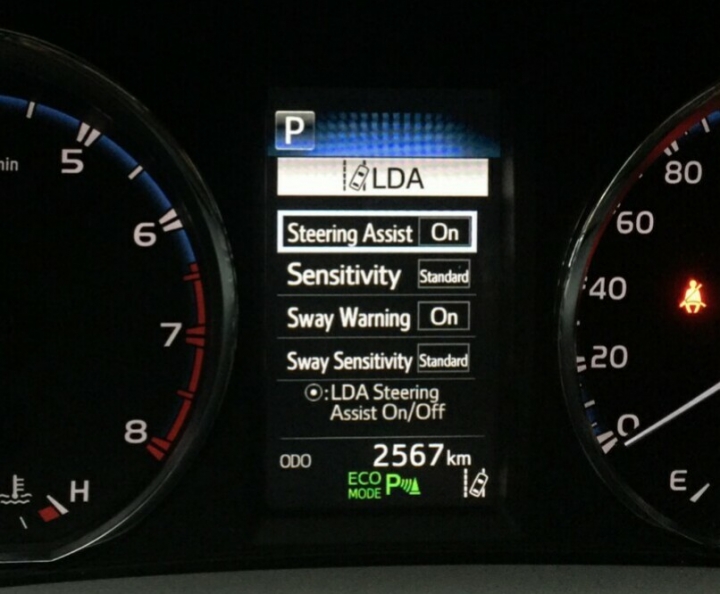 P
LDA
Steering Assist On
Sensitivity Standard
Sway Warning On
Sway Sensitivity Standard
:LDA Steering
Assist On/Off
ODO 2567 km
ECO
MODE P
min
5
6
7
8
H
80
60
40
20
0
E